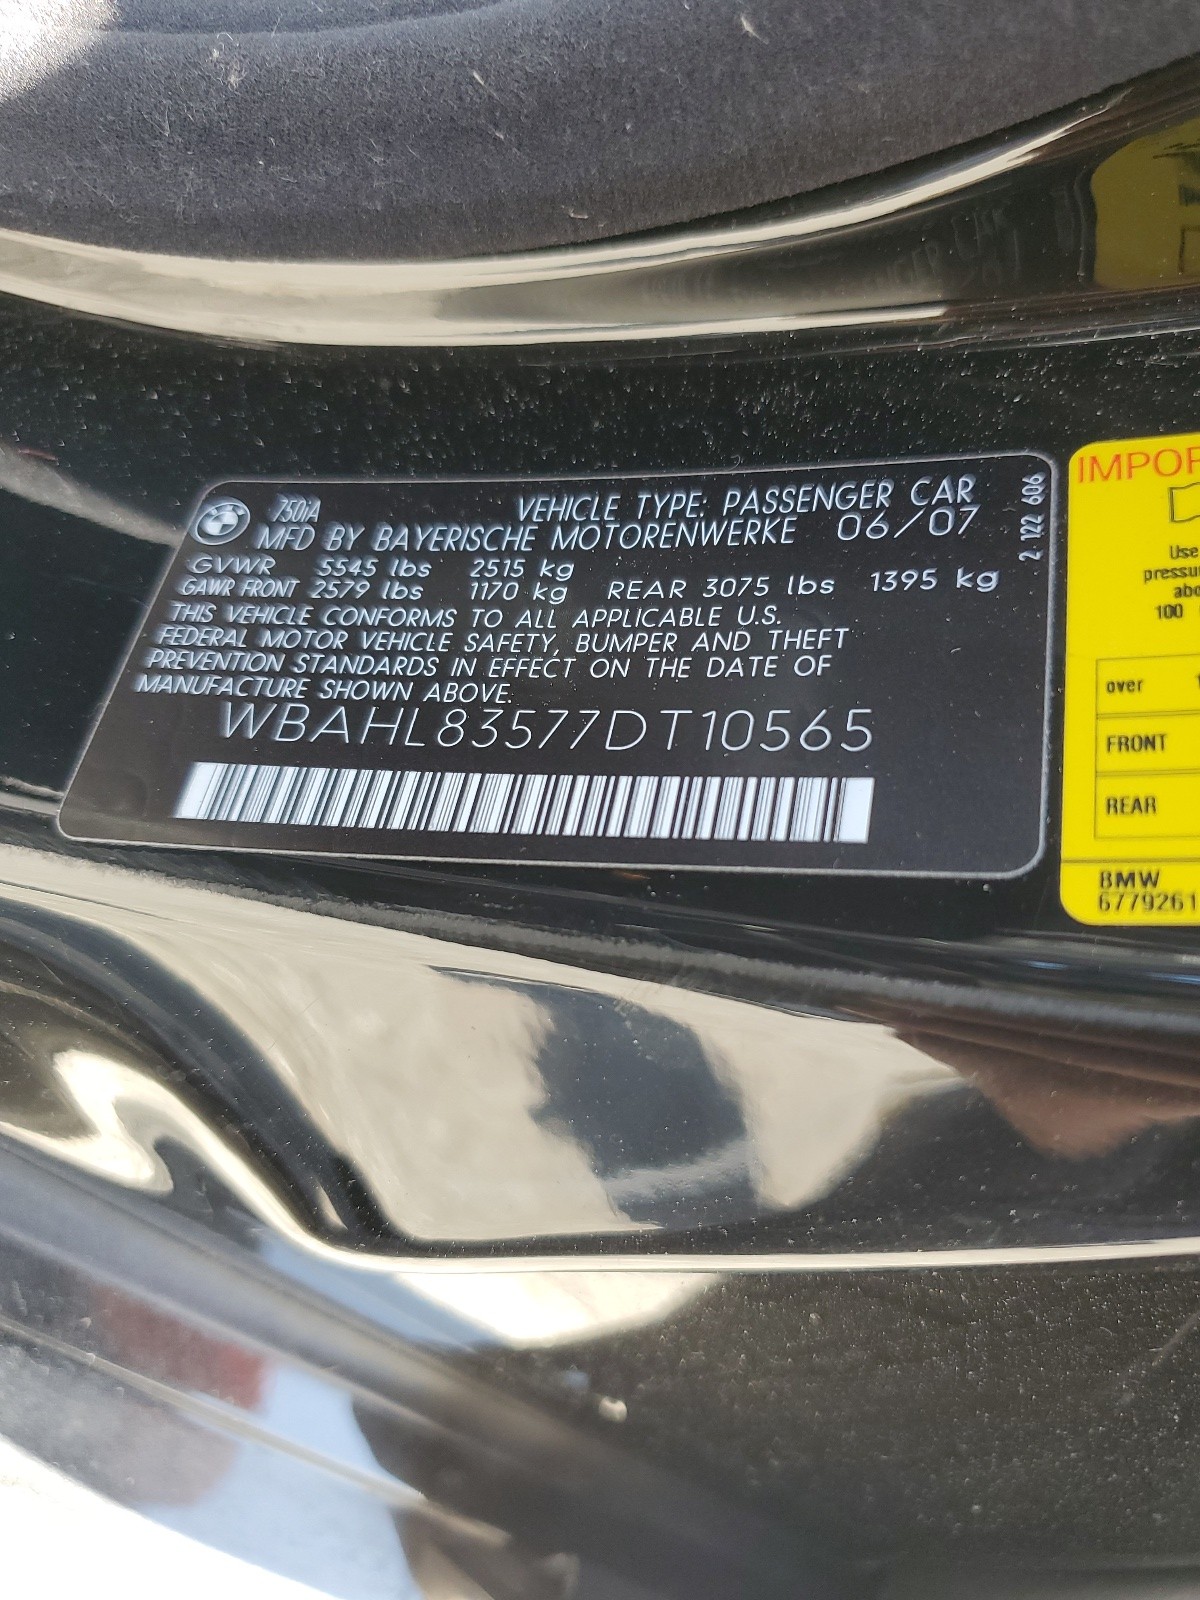 750iA VEHICLE TYPE: PASSENGER CAR
MFD BY BAYERISCHE MOTORENWERKE 06/07
GVWR 5545 lbs 2515 kg
GAWR FRONT 2579 lbs 1170 kg REAR 3075 lbs 1395 kg
THIS VEHICLE CONFORMS TO ALL APPLICABLE U.S.
FEDERAL MOTOR VEHICLE SAFETY, BUMPER AND THEFT
PREVENTION STANDARDS IN EFFECT ON THE DATE OF
MANUFACTURE SHOWN ABOVE.
WBAHL83577DT10565
2 122 606
IMPOR
Use
pressu
abo
100
over
FRONT
REAR
BMW
6779261